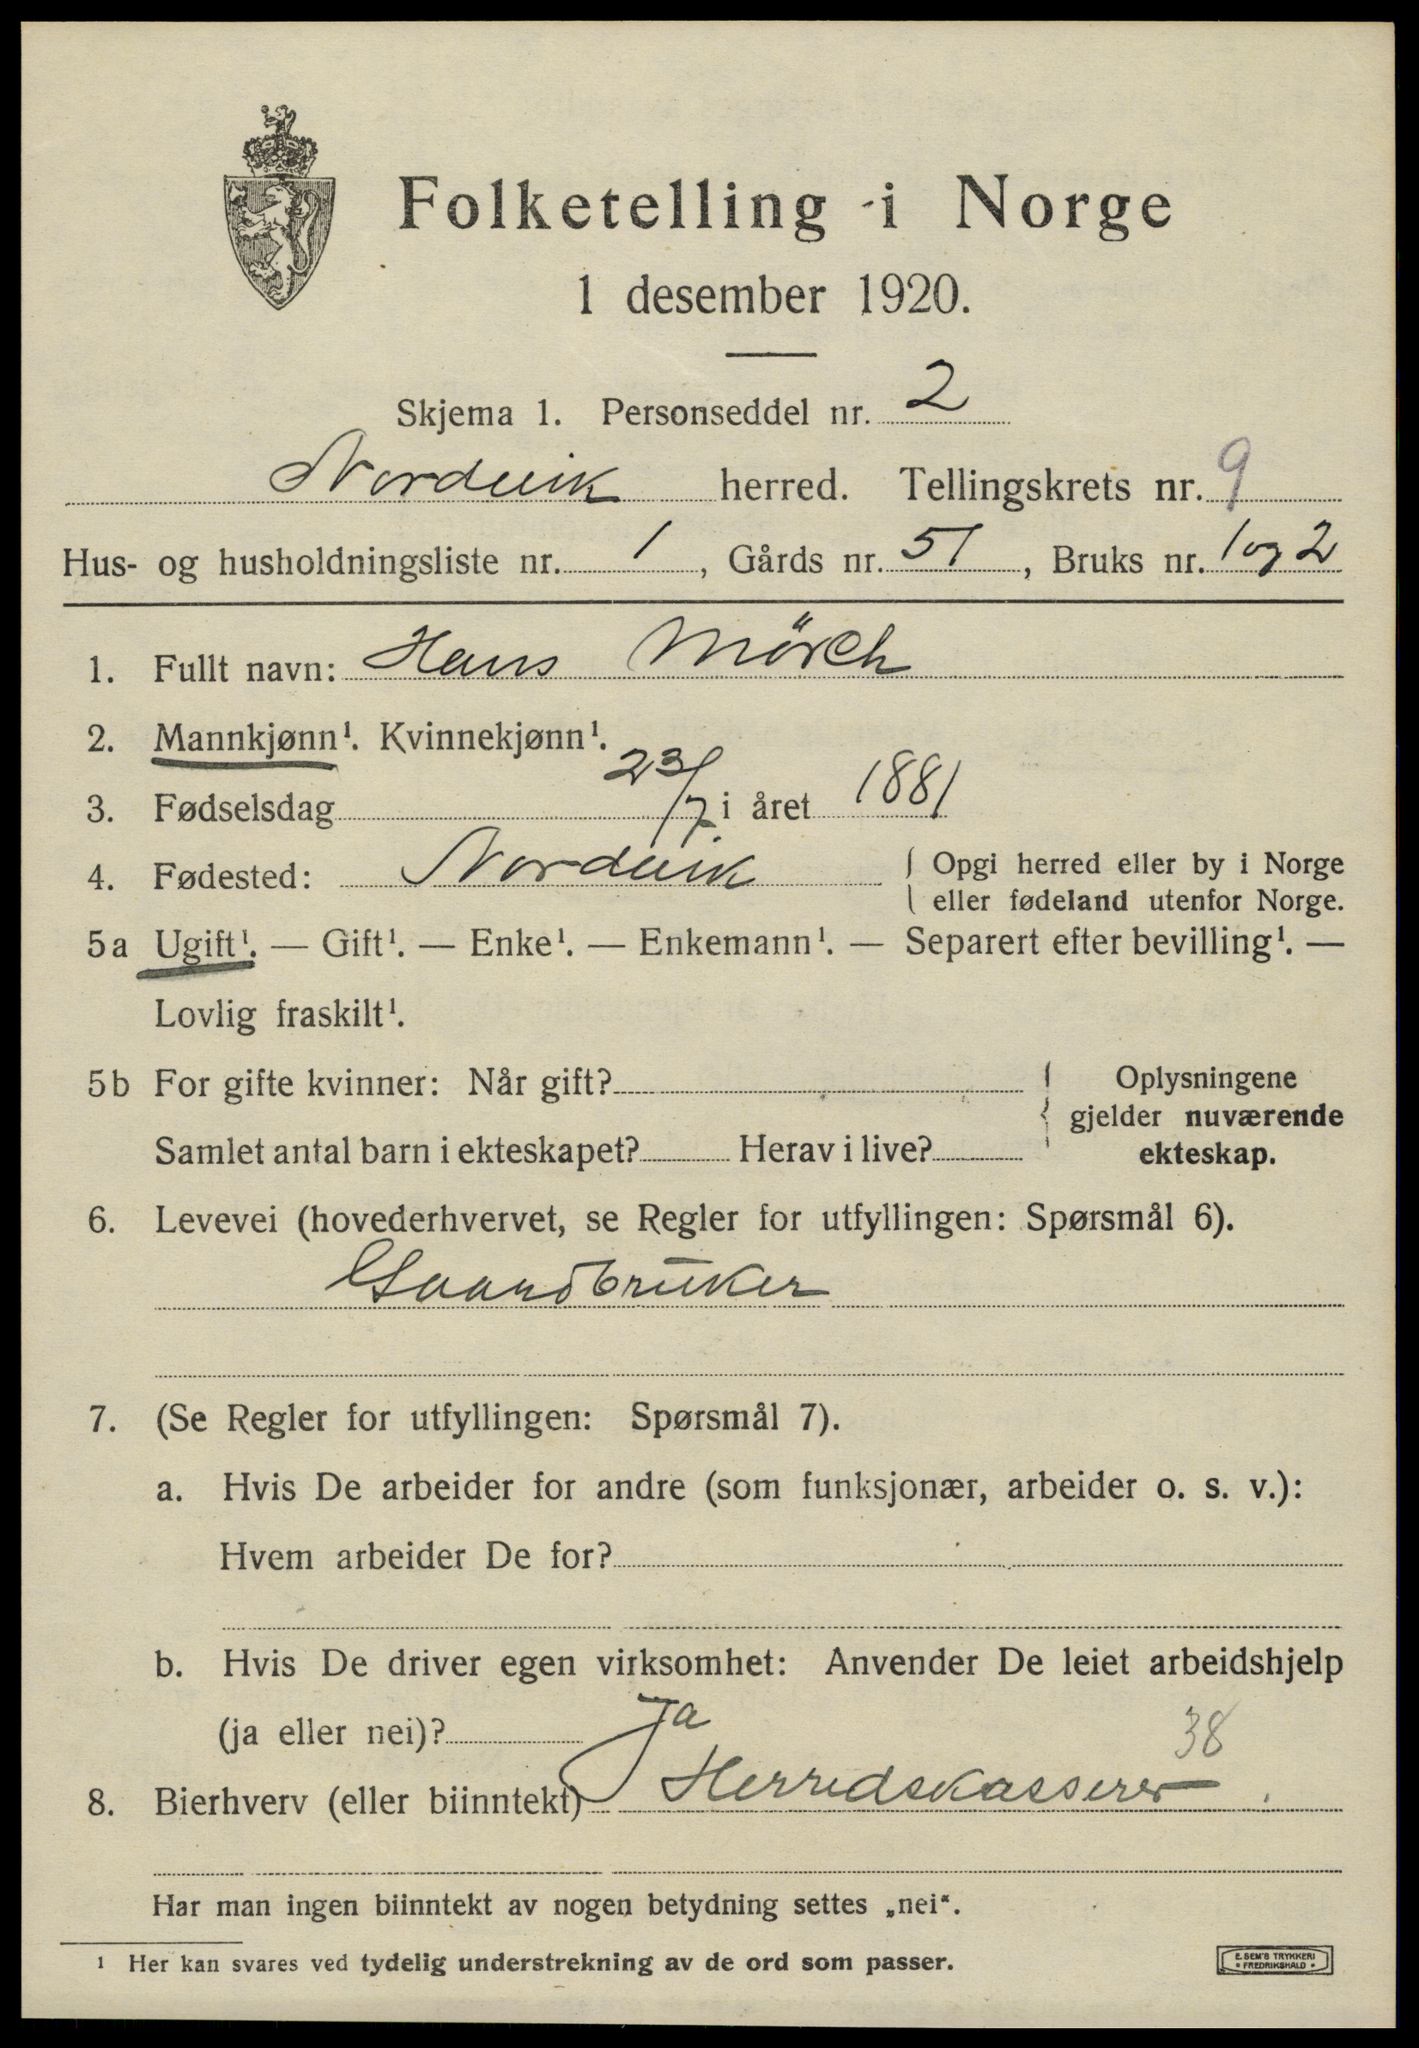 Folketelling i Norge
1 desember 1920.
Skjema 1. Personseddel nr. 2
Nordvik herred. Tellingskrets nr. 9
Hus- og husholdningsliste nr. 1, Gårds nr. 51, Bruks nr. 1 og 2
1. Fullt navn: Hans Mörch
2. Mannkjønn¹. Kvinnekjønn¹.
3. Fødselsdag 23/7 i året 1881
4. Fødested: Nordvik { Opgi herred eller by i Norge
eller fødeland utenfor Norge.
5a Ugift¹. — Gift¹. — Enke¹. — Enkemann¹. — Separert efter bevilling¹. —
Lovlig fraskilt¹.
5b For gifte kvinner: Når gift? { Oplysningene
gjelder nuværende
Samlet antal barn i ekteskapet? Herav i live? ekteskap.
6. Levevei (hovederhvervet, se Regler for utfyllingen: Spørsmål 6).
Gaardbruker
7. (Se Regler for utfyllingen: Spørsmål 7).
a. Hvis De arbeider for andre (som funksjonær, arbeider o. s. v.):
Hvem arbeider De for?
b. Hvis De driver egen virksomhet: Anvender De leiet arbeidshjelp
(ja eller nei)? Ja 38
8. Bierhverv (eller biinntekt) Herredskasserer
Har man ingen biinntekt av nogen betydning settes „nei“.
¹ Her kan svares ved tydelig understrekning av de ord som passer.
E. SEM'S TRYKKERI
FREDRIKSHALD